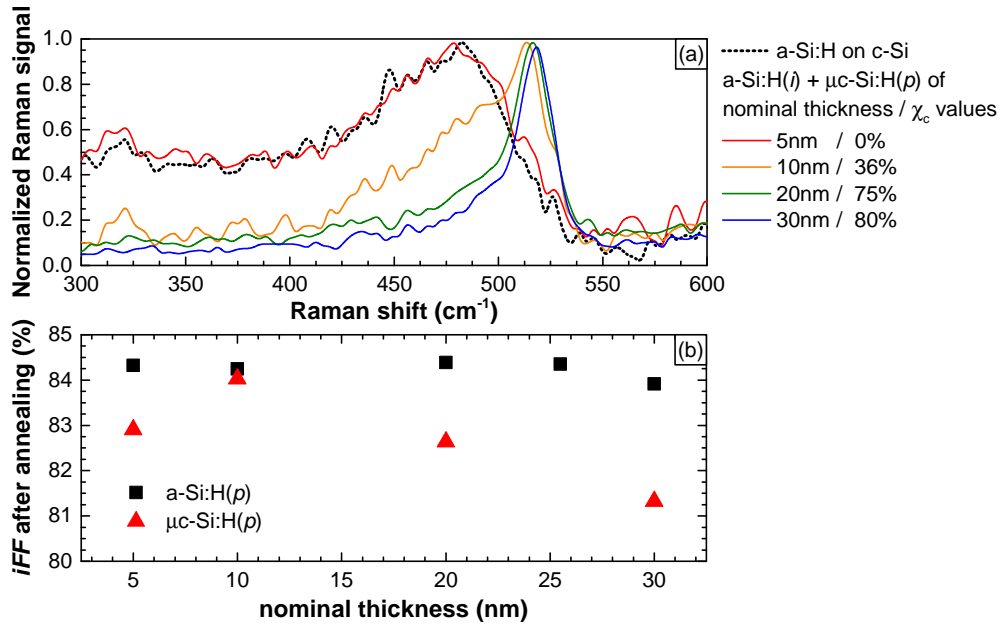 Normalized Raman signal
1.0
0.8
0.6
0.4
0.2
0.0
(a)
300 350 400 450 500 550 600
Raman shift (cm⁻¹)
a-Si:H on c-Si
a-Si:H(i) + μc-Si:H(p) of
nominal thickness / χc values
5nm / 0%
10nm / 36%
20nm / 75%
30nm / 80%
iFF after annealing (%)
85
84
83
82
81
80
(b)
a-Si:H(p)
μc-Si:H(p)
5 10 15 20 25 30
nominal thickness (nm)